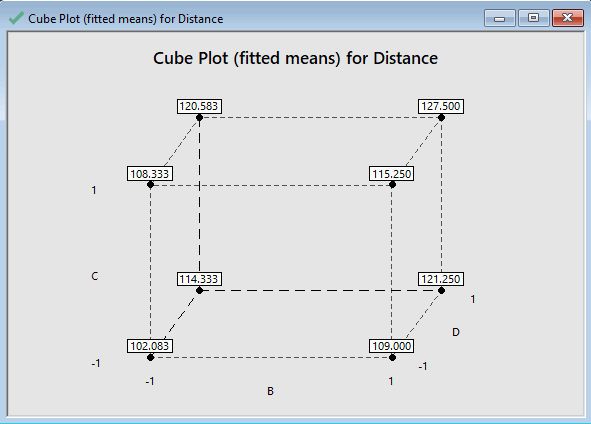 Cube Plot (fitted means) for Distance
Cube Plot (fitted means) for Distance
120.583
127.500
108.333
115.250
1
C
114.333
121.250
1
D
102.083
109.000
-1
-1
-1
1
B